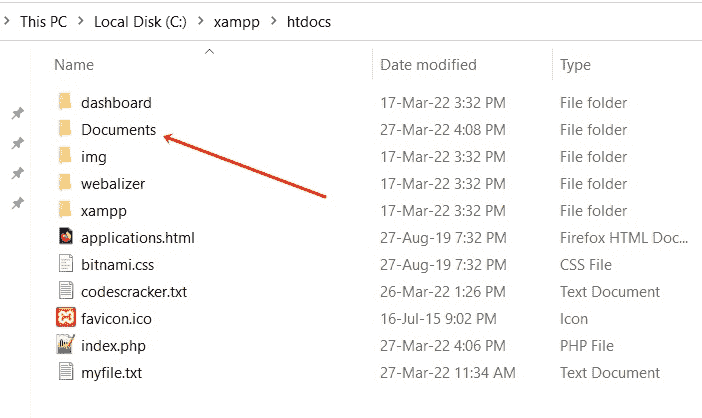 This PC > Local Disk (C:) > xampp > htdocs
Name Date modified Type
dashboard 17-Mar-22 3:32 PM File folder
Documents 27-Mar-22 4:08 PM File folder
img 17-Mar-22 3:32 PM File folder
webalizer 17-Mar-22 3:32 PM File folder
xampp 17-Mar-22 3:32 PM File folder
applications.html 27-Aug-19 7:32 PM Firefox HTML Doc...
bitnami.css 27-Aug-19 7:32 PM CSS File
codescracker.txt 26-Mar-22 1:26 PM Text Document
favicon.ico 16-Jul-15 9:02 PM Icon
index.php 27-Mar-22 4:06 PM PHP File
myfile.txt 27-Mar-22 11:34 AM Text Document